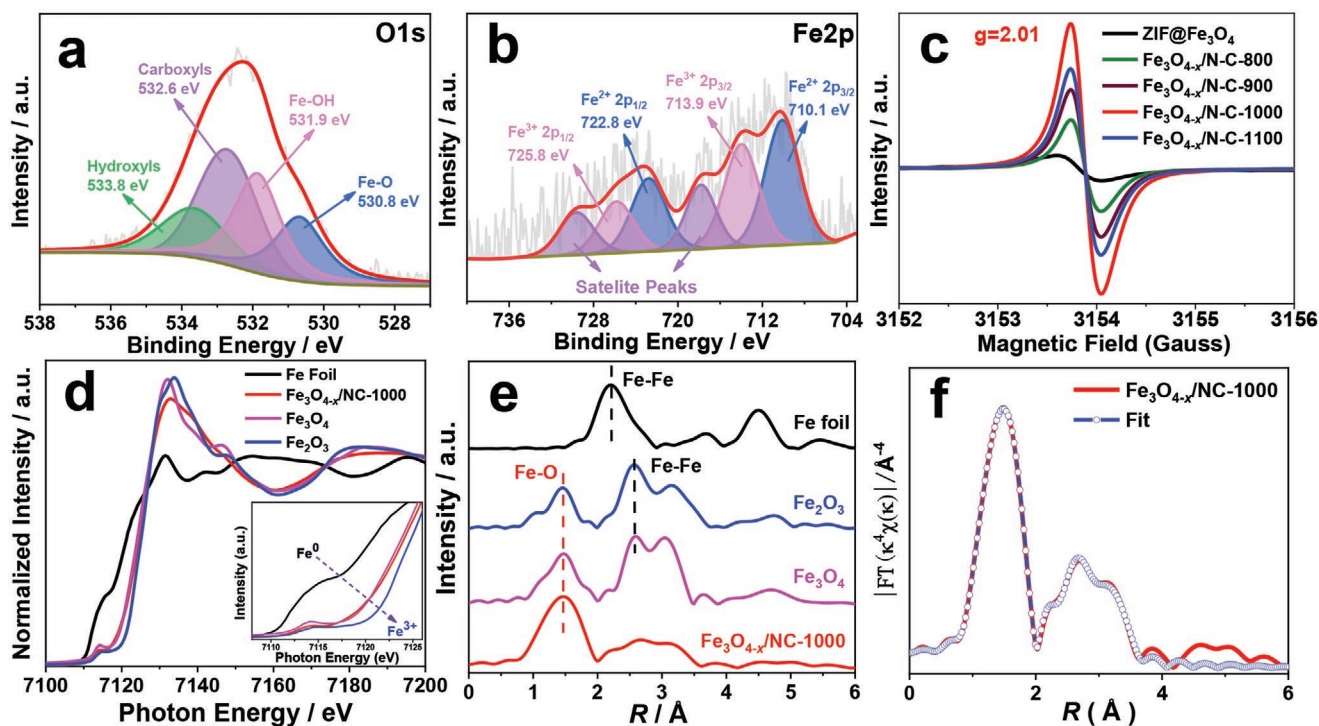 a
O1s
Carboxyls
532.6 eV
Fe-OH
531.9 eV
Hydroxyls
533.8 eV
Fe-O
530.8 eV
Intensity / a.u.
538 536 534 532 530 528
Binding Energy / eV
b
Fe2p
Fe3+ 2p1/2
725.8 eV
Fe2+ 2p1/2
722.8 eV
Fe3+ 2p3/2
713.9 eV
Fe2+ 2p3/2
710.1 eV
Satelite Peaks
Intensity / a.u.
736 728 720 712 704
Binding Energy / eV
c
g=2.01
ZIF@Fe3O4
Fe3O4-x/N-C-800
Fe3O4-x/N-C-900
Fe3O4-x/N-C-1000
Fe3O4-x/N-C-1100
Intensity / a.u.
3152 3153 3154 3155 3156
Magnetic Field (Gauss)
d
Fe Foil
Fe3O4-x/NC-1000
Fe3O4
Fe2O3
Normalized Intensity / a.u.
Intensity (a.u.)
Fe0
Fe3+
7110 7115 7120 7125
Photon Energy (eV)
7100 7120 7140 7160 7180 7200
Photon Energy / eV
e
Fe-Fe
Fe foil
Fe-O
Fe-Fe
Fe2O3
Fe3O4
Fe3O4-x/NC-1000
Intensity / a.u.
0 1 2 3 4 5 6
R / Å
f
Fe3O4-x/NC-1000
Fit
|FT(κ4χ(κ)| /Å-4
0 2 4 6
R ( Å )